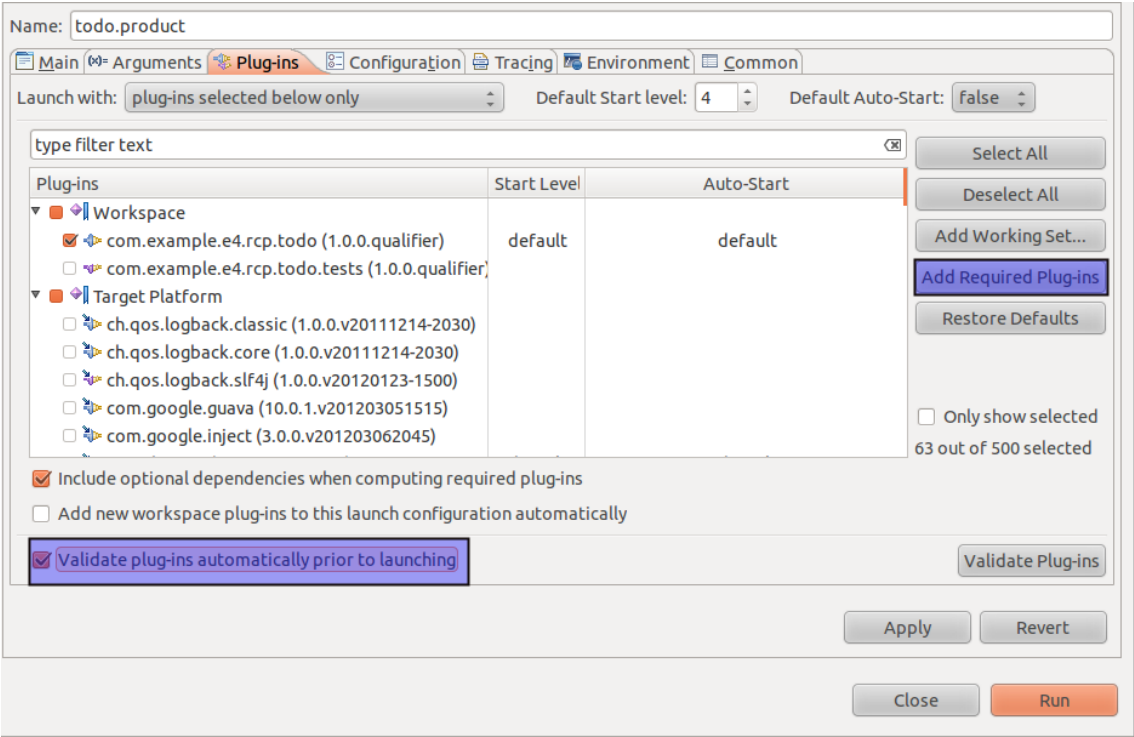 Name: todo.product
Main (x)= Arguments Plug-ins Configuration Tracing Environment Common
Launch with: plug-ins selected below only Default Start level: 4 Default Auto-Start: false
type filter text
Select All
Plug-ins Start Level Auto-Start
Deselect All
Workspace
com.example.e4.rcp.todo (1.0.0.qualifier) default default
Add Working Set...
com.example.e4.rcp.todo.tests (1.0.0.qualifier)
Add Required Plug-ins
Target Platform
ch.qos.logback.classic (1.0.0.v20111214-2030)
Restore Defaults
ch.qos.logback.core (1.0.0.v20111214-2030)
ch.qos.logback.slf4j (1.0.0.v20120123-1500)
com.google.guava (10.0.1.v201203051515)
Only show selected
com.google.inject (3.0.0.v201203062045)
63 out of 500 selected
Include optional dependencies when computing required plug-ins
Add new workspace plug-ins to this launch configuration automatically
Validate plug-ins automatically prior to launching
Validate Plug-ins
Apply Revert
Close Run